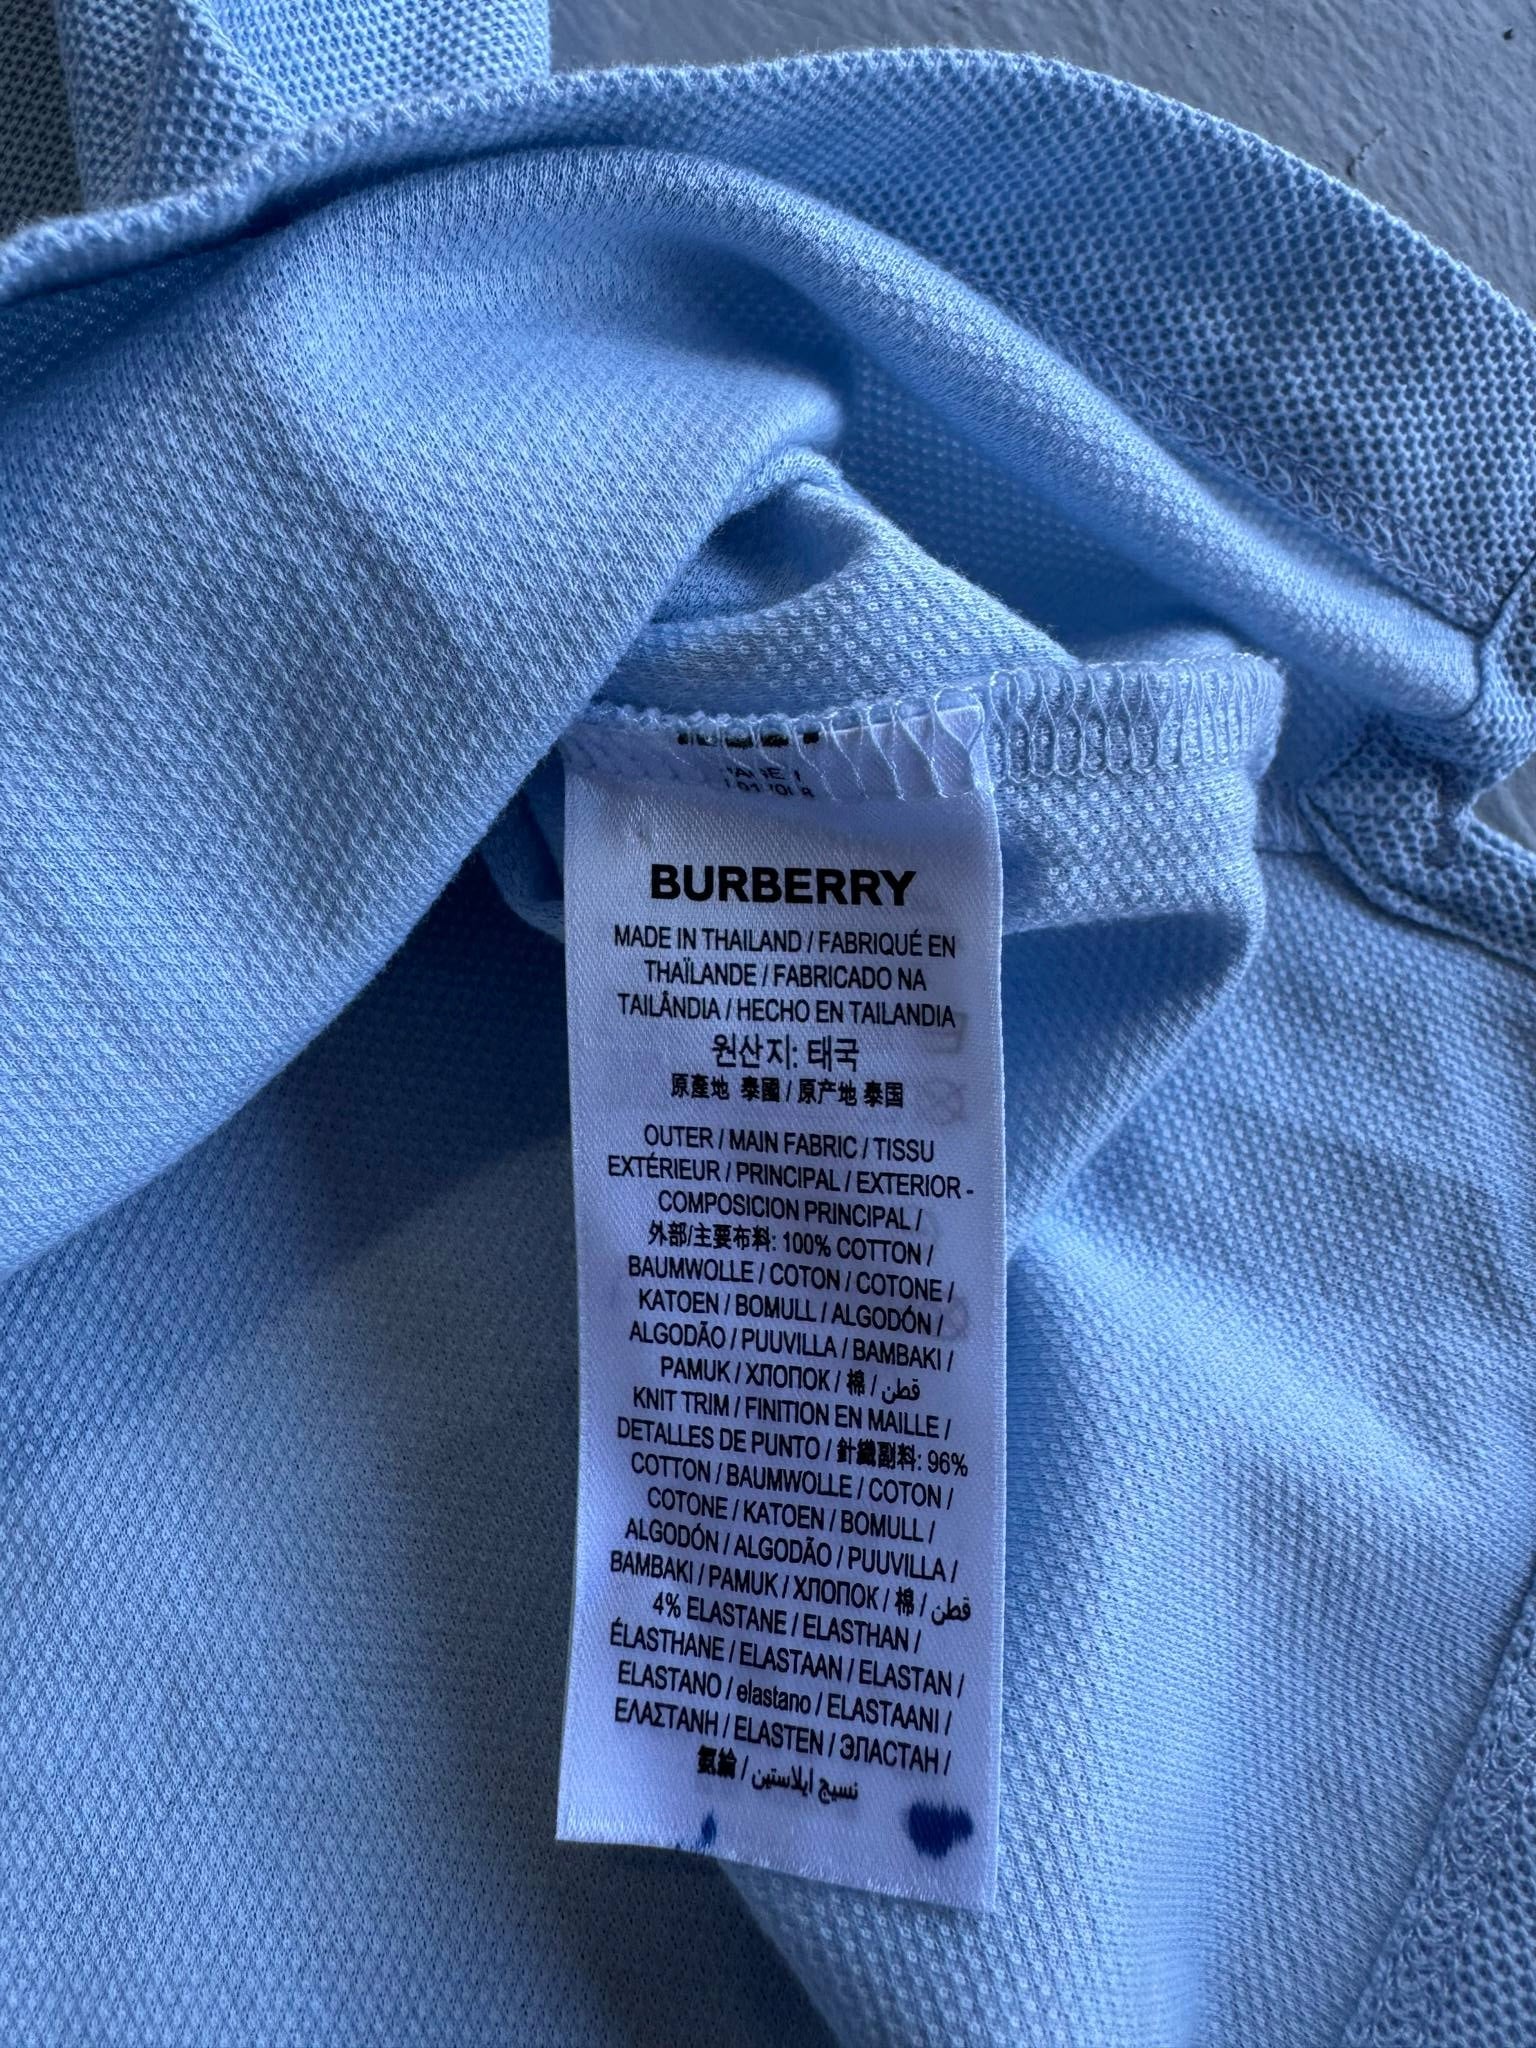 BURBERRY
MADE IN THAILAND / FABRIQUÉ EN
THAÏLANDE / FABRICADO NA
TAILÂNDIA / HECHO EN TAILANDIA
원산지: 태국
原產地 泰國 / 原产地 泰国
OUTER / MAIN FABRIC / TISSU
EXTÉRIEUR / PRINCIPAL / EXTERIOR -
COMPOSICION PRINCIPAL /
外部/主要布料: 100% COTTON /
BAUMWOLLE / COTON / COTONE /
KATOEN / BOMULL / ALGODÓN /
ALGODÃO / PUUVILLA / BAMBAKI /
PAMUK / ХЛОПОК / 棉 / قطن
KNIT TRIM / FINITION EN MAILLE /
DETALLES DE PUNTO / 針織副料: 96%
COTTON / BAUMWOLLE / COTON /
COTONE / KATOEN / BOMULL /
ALGODÓN / ALGODÃO / PUUVILLA /
BAMBAKI / PAMUK / ХЛОПОК / 棉 / قطن
4% ELASTANE / ELASTHAN /
ÉLASTHANE / ELASTAAN / ELASTAN /
ELASTANO / elastano / ELASTAANI /
ΕΛΑΣΤΑΝΗ / ELASTEN / ЭЛАСТАН /
氨綸 / نسيج إيلاستين